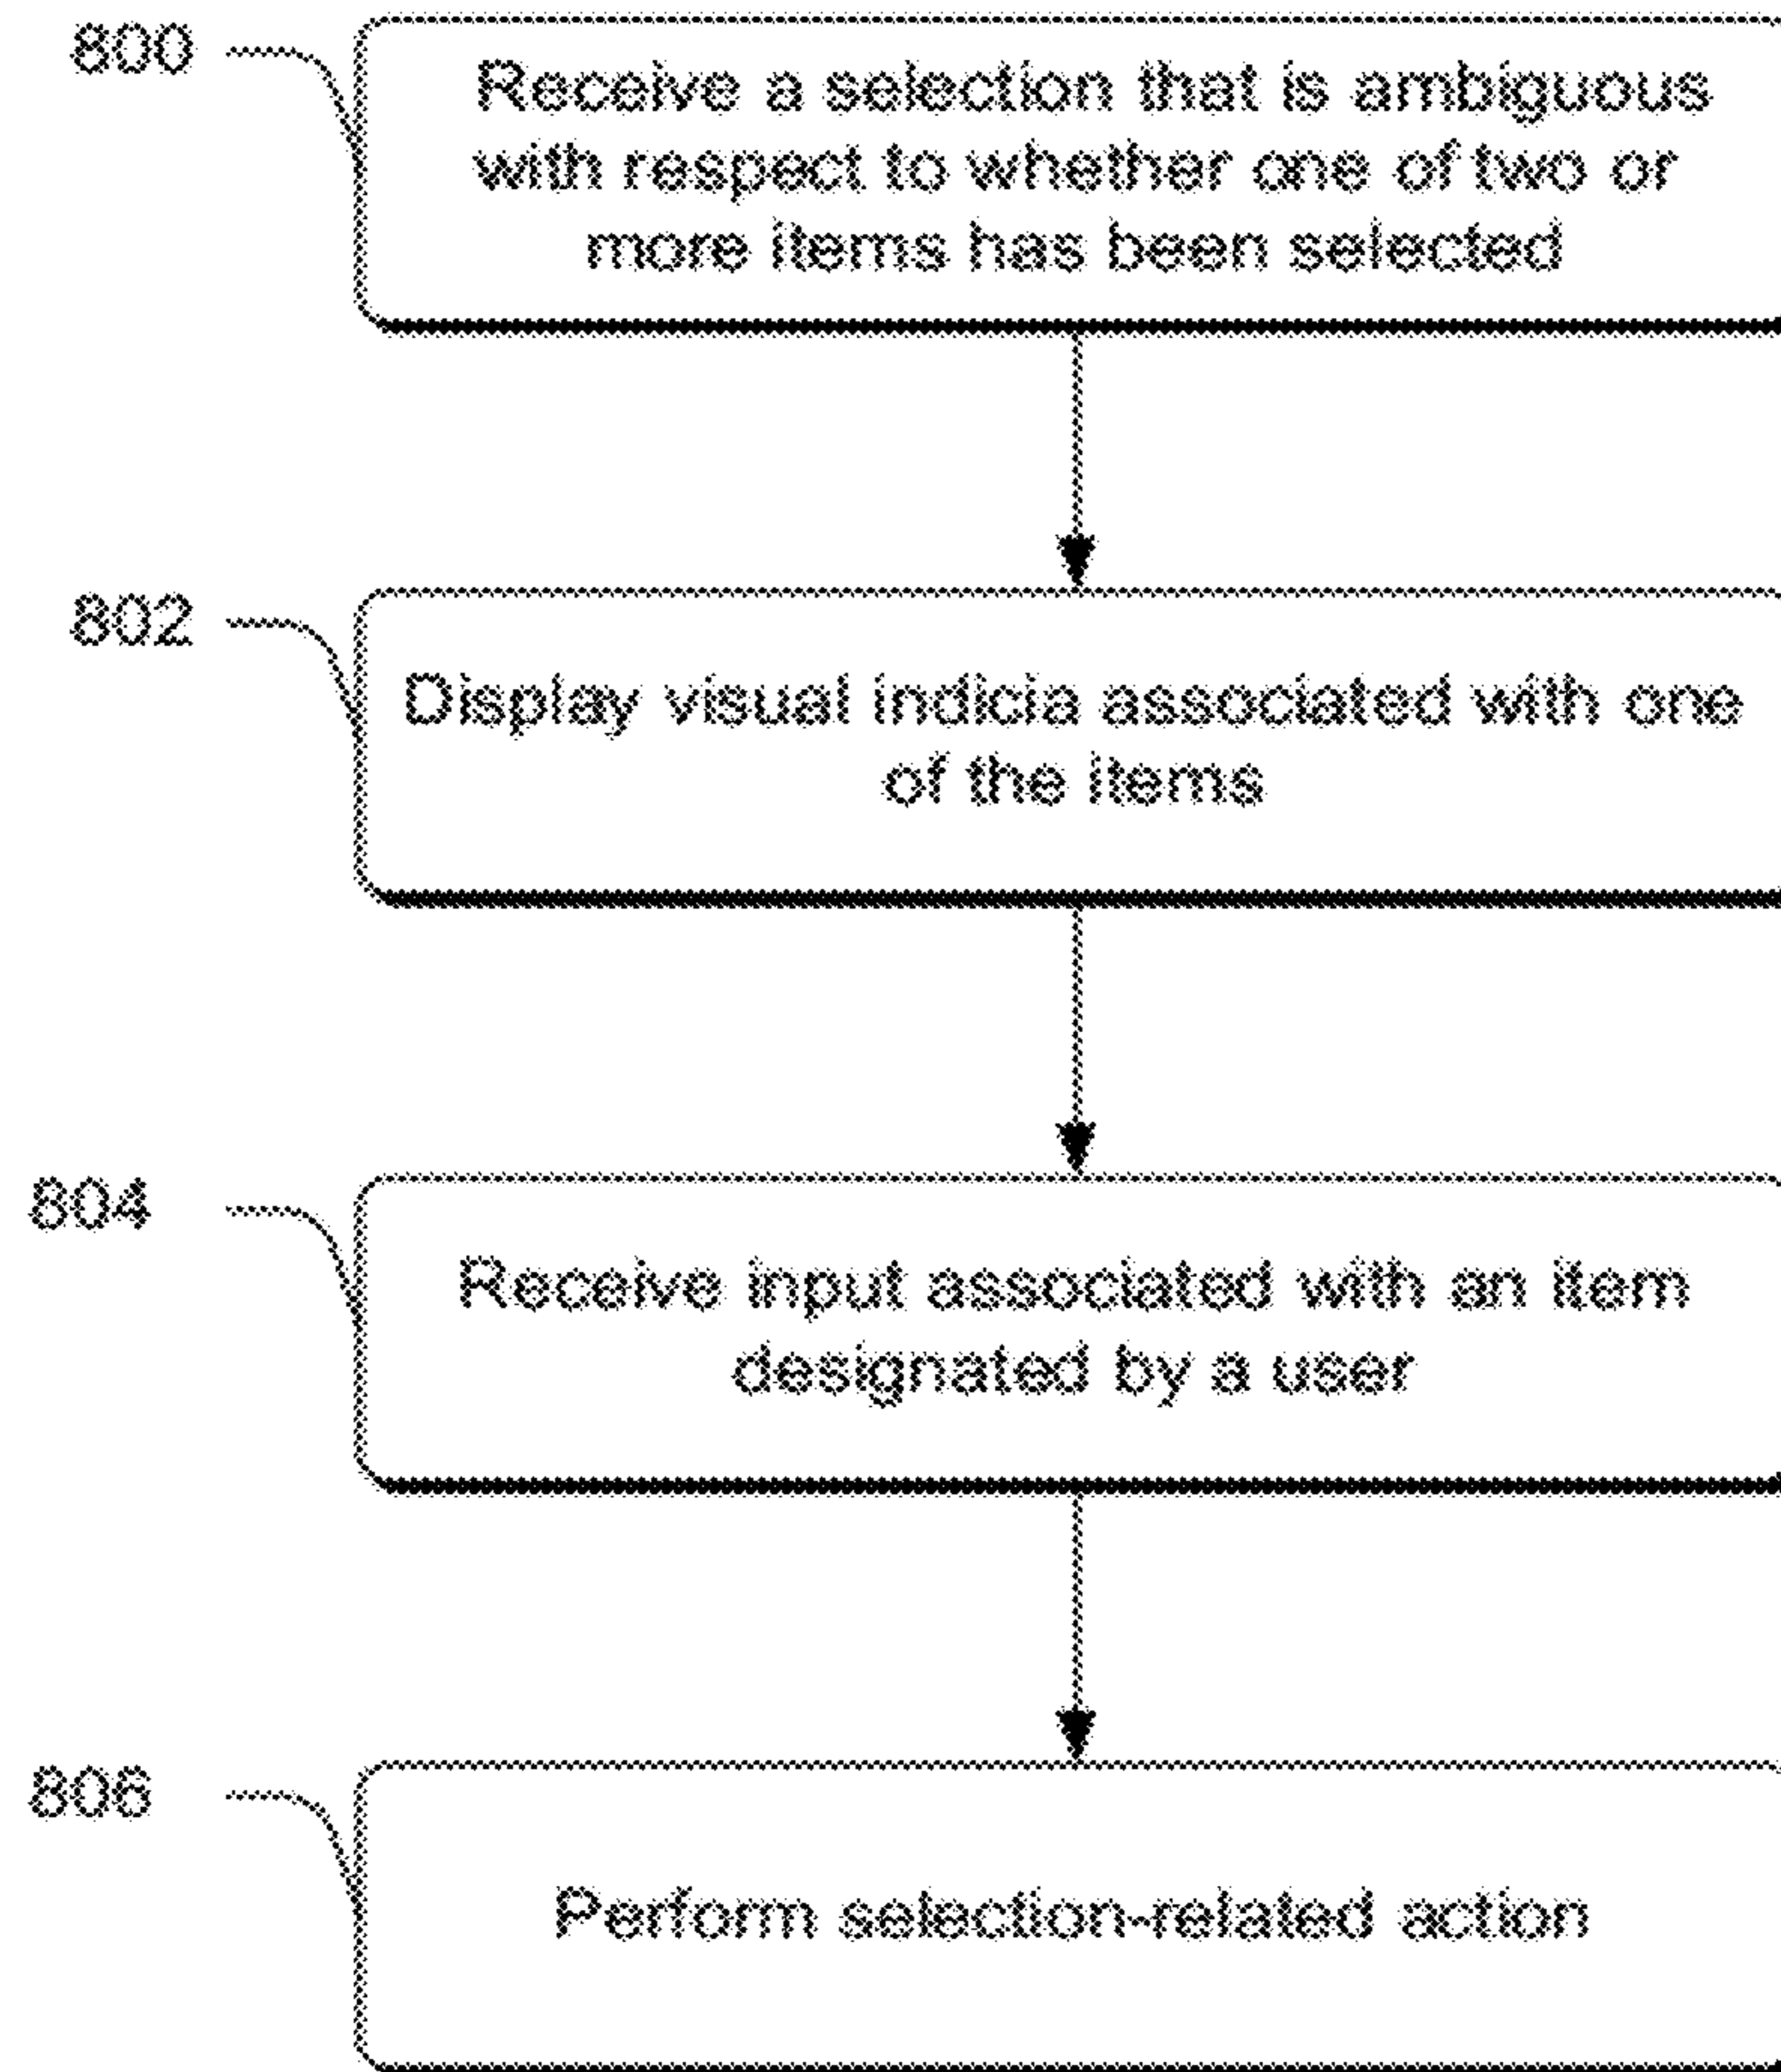 800
Receive a selection that is ambiguous
with respect to whether one of two or
more items has been selected
802
Display visual indicia associated with one
of the items
804
Receive input associated with an item
designated by a user
806
Perform selection-related action